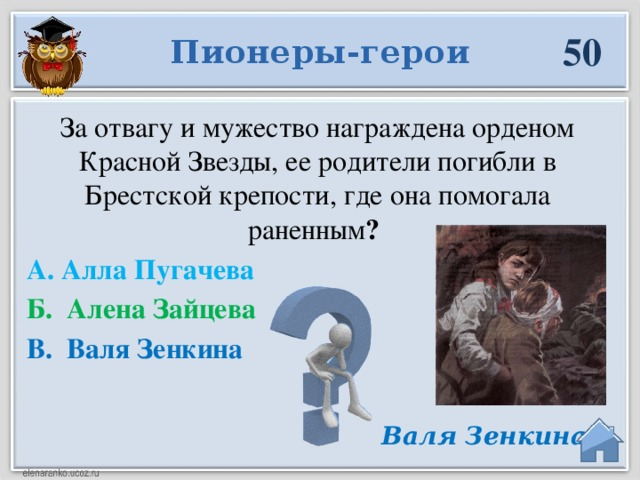 Пионеры-герои
50
За отвагу и мужество награждена орденом
Красной Звезды, ее родители погибли в
Брестской крепости, где она помогала
раненным?
А. Алла Пугачева
Б. Алена Зайцева
В. Валя Зенкина
Валя Зенкина
elenaranko.ucoz.ru